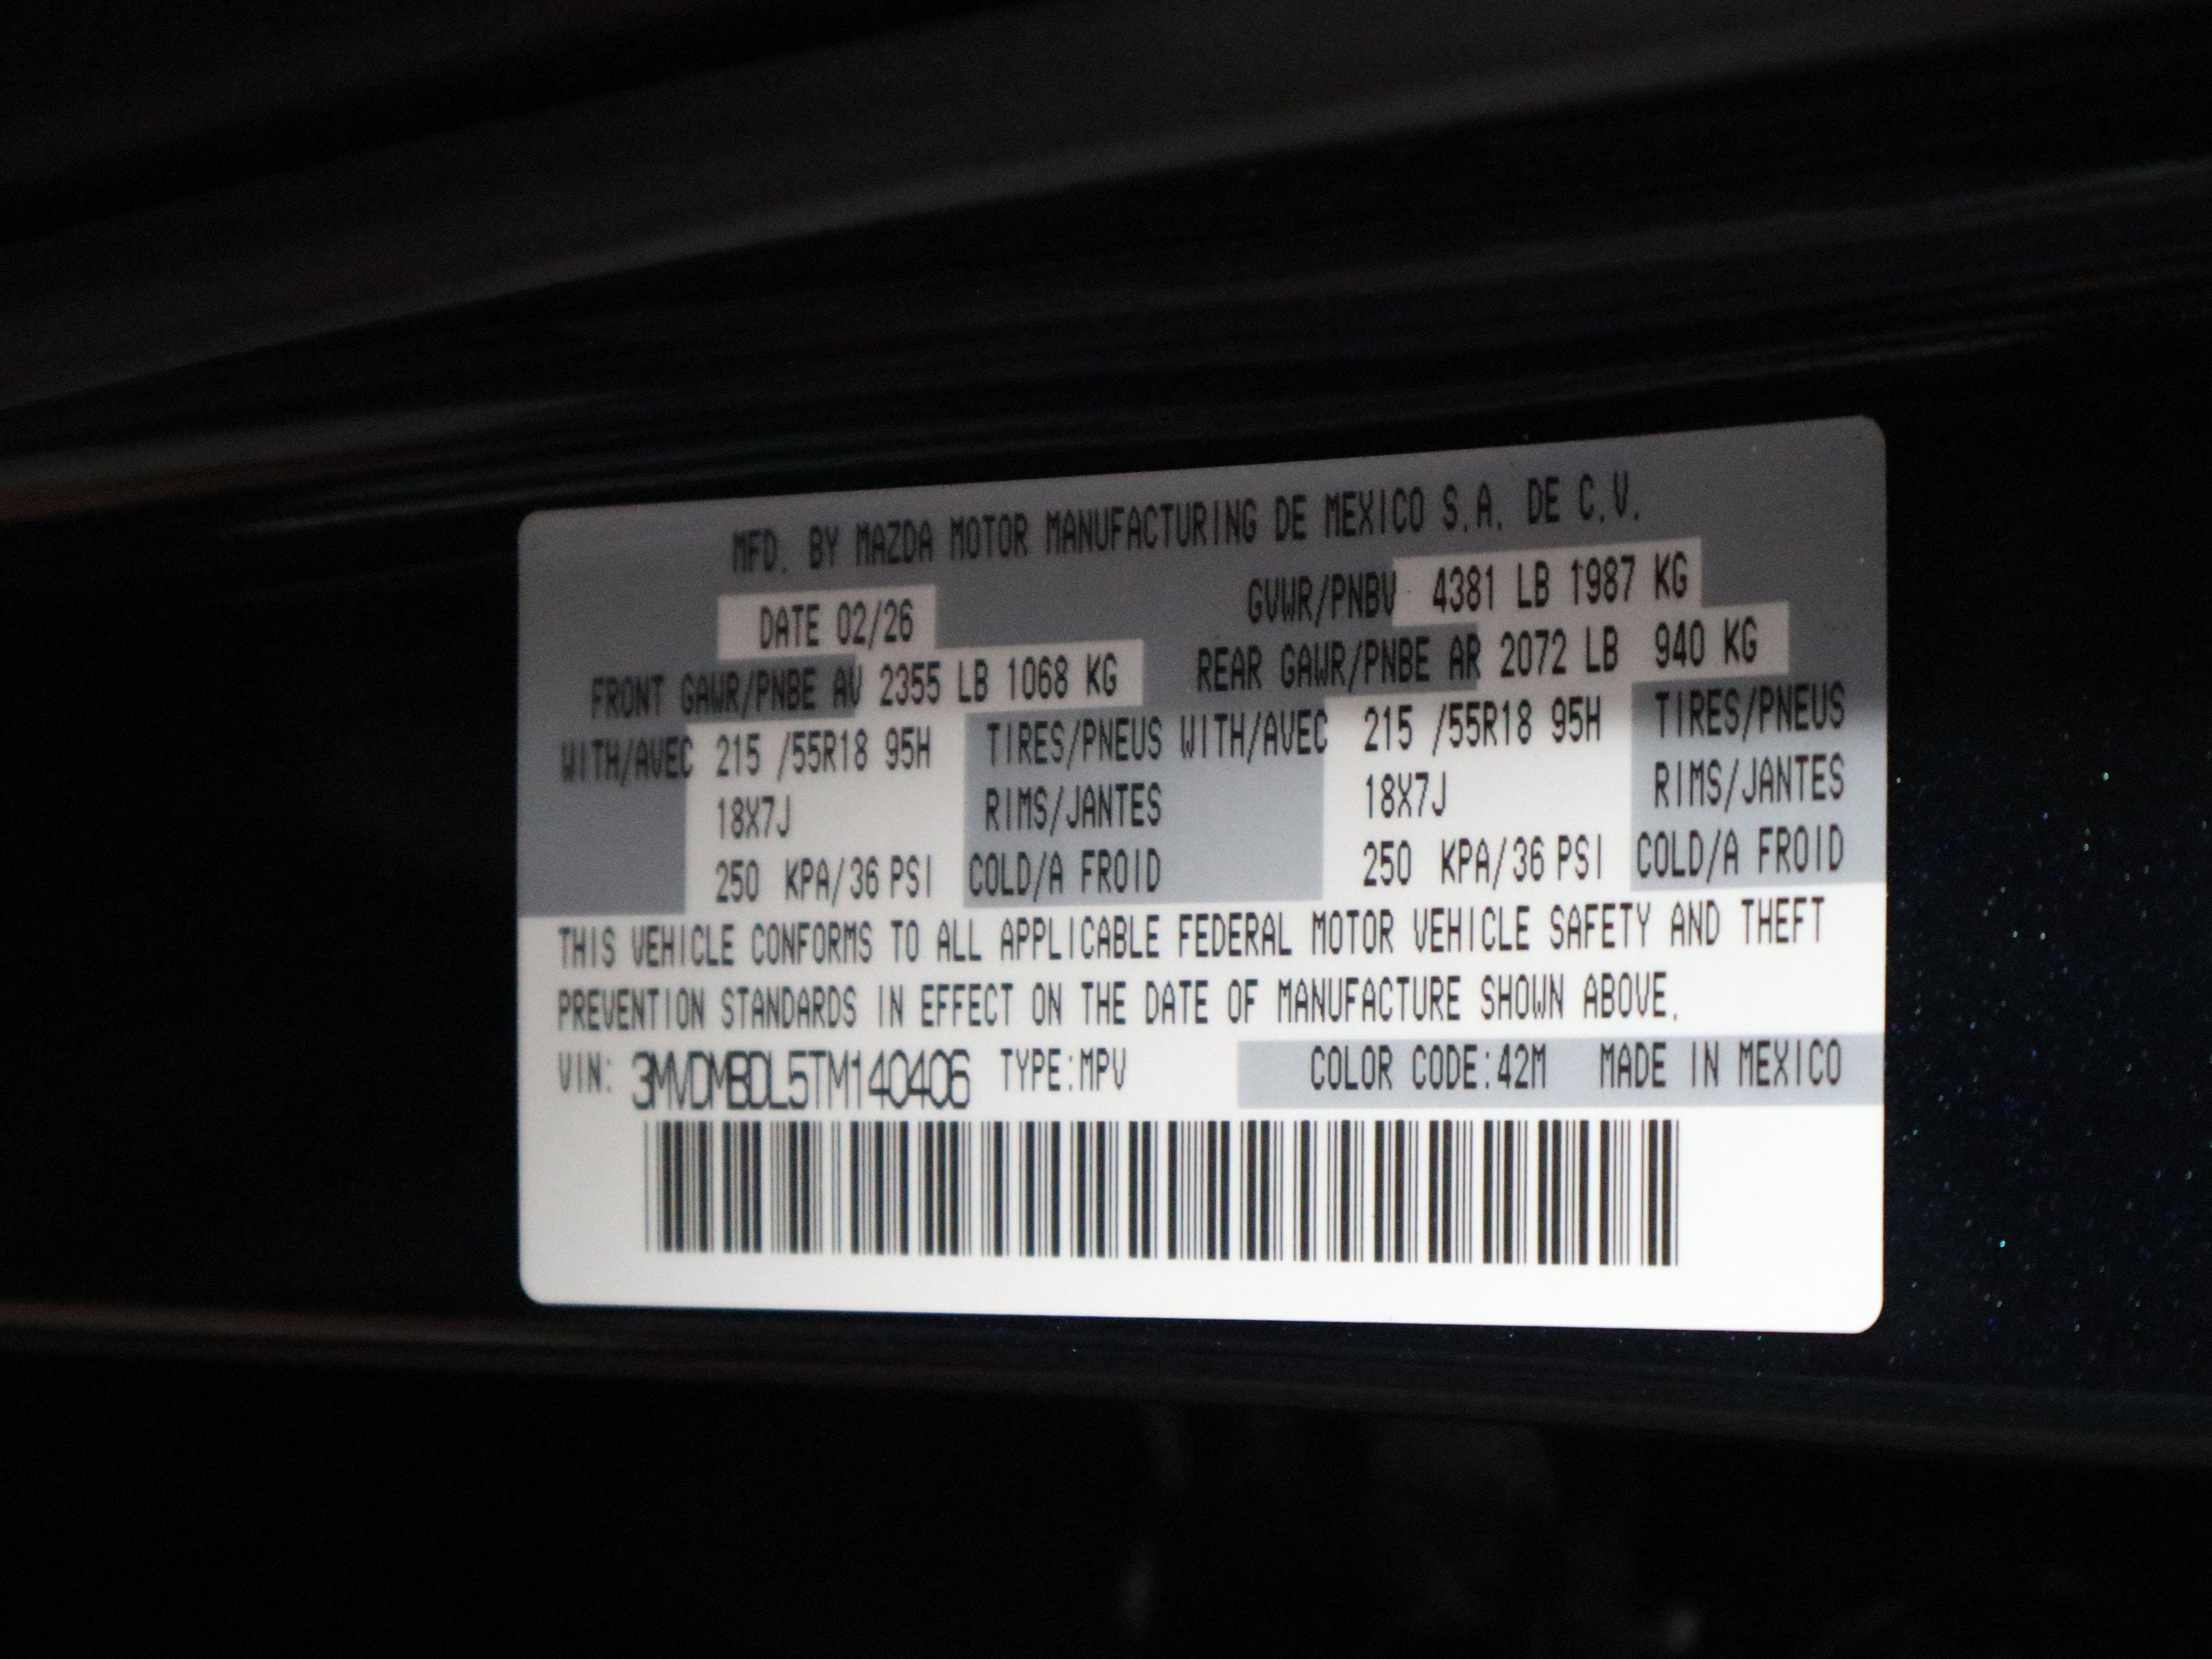 MFD. BY MAZDA MOTOR MANUFACTURING DE MEXICO S.A. DE C.V.
DATE 02/26 GVWR/PNBV 4381 LB 1987 KG
FRONT GAWR/PNBE AV 2355 LB 1068 KG REAR GAWR/PNBE AR 2072 LB 940 KG
WITH/AVEC 215 /55R18 95H TIRES/PNEUS WITH/AVEC 215 /55R18 95H TIRES/PNEUS
18X7J RIMS/JANTES 18X7J RIMS/JANTES
250 KPA/36 PSI COLD/A FROID 250 KPA/36 PSI COLD/A FROID
THIS VEHICLE CONFORMS TO ALL APPLICABLE FEDERAL MOTOR VEHICLE SAFETY AND THEFT
PREVENTION STANDARDS IN EFFECT ON THE DATE OF MANUFACTURE SHOWN ABOVE.
VIN: 3MVDMBDL5TM140406 TYPE:MPV COLOR CODE:42M MADE IN MEXICO